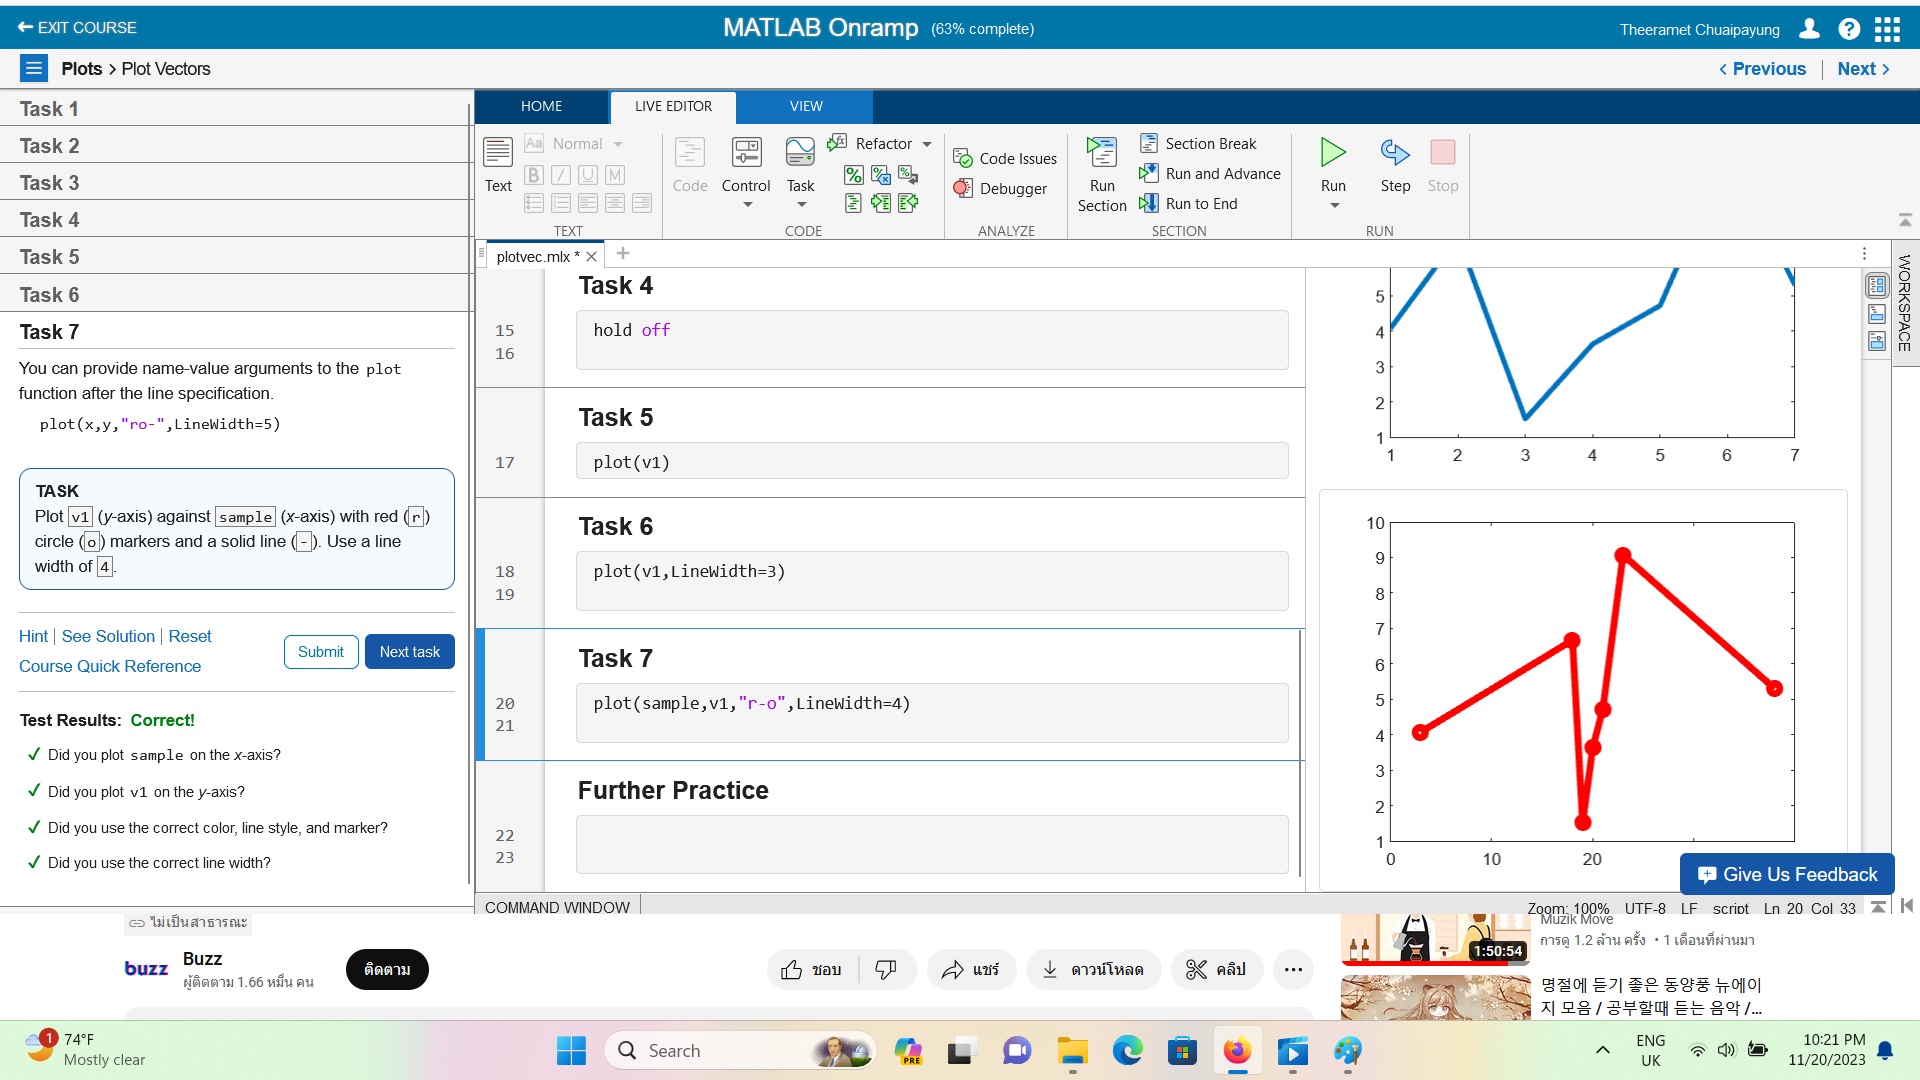 EXIT COURSE
MATLAB Onramp (63% complete)
Theeramet Chuaipayung
Plots > Plot Vectors
< Previous | Next >
Task 1
Task 2
Task 3
Task 4
Task 5
Task 6
Task 7
You can provide name-value arguments to the plot
function after the line specification.
plot(x,y,"ro-",LineWidth=5)
TASK
Plot v1 (y-axis) against sample (x-axis) with red (r)
circle (o) markers and a solid line (-). Use a line
width of 4.
Hint | See Solution | Reset
Course Quick Reference
Submit
Next task
Test Results: Correct!
✓ Did you plot sample on the x-axis?
✓ Did you plot v1 on the y-axis?
✓ Did you use the correct color, line style, and marker?
✓ Did you use the correct line width?
HOME
LIVE EDITOR
VIEW
Text
Aa Normal
B I U M
TEXT
Code
Control
Task
Refactor
CODE
Code Issues
Debugger
ANALYZE
Run
Section
Section Break
Run and Advance
Run to End
SECTION
Run
Step
Stop
RUN
plotvec.mlx *
WORKSPACE
Task 4
15 hold off
16
Task 5
17 plot(v1)
Task 6
18 plot(v1,LineWidth=3)
19
Task 7
20 plot(sample,v1,"r-o",LineWidth=4)
21
Further Practice
22
23
5
4
3
2
1
1 2 3 4 5 6 7
10
9
8
7
6
5
4
3
2
1
0 10 20
Give Us Feedback
COMMAND WINDOW
Zoom: 100% UTF-8 LF script Ln 20 Col 33
ไม่เป็นสาธารณะ
buzz
Buzz
ผู้ติดตาม 1.66 หมื่น คน
ติดตาม
ชอบ
แชร์
ดาวน์โหลด
คลิป
1:50:54
Muzik Move
การดู 1.2 ล้าน ครั้ง • 1 เดือนที่ผ่านมา
명절에 듣기 좋은 동양풍 뉴에이
지 모음 / 공부할때 듣는 음악 /...
1
74°F
Mostly clear
Search
PRE
ENG
UK
10:21 PM
11/20/2023